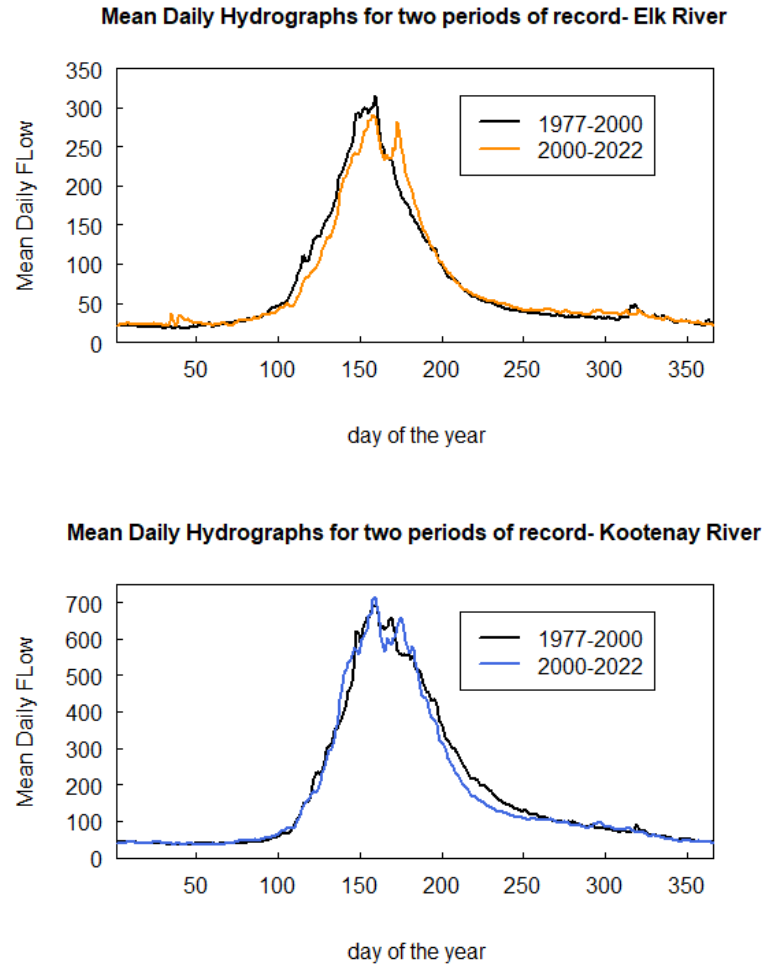 Mean Daily Hydrographs for two periods of record- Elk River
Mean Daily FLow
350
300
250
200
150
100
50
0
1977-2000
2000-2022
50 100 150 200 250 300 350
day of the year
Mean Daily Hydrographs for two periods of record- Kootenay River
Mean Daily FLow
700
600
500
400
300
200
100
0
1977-2000
2000-2022
50 100 150 200 250 300 350
day of the year